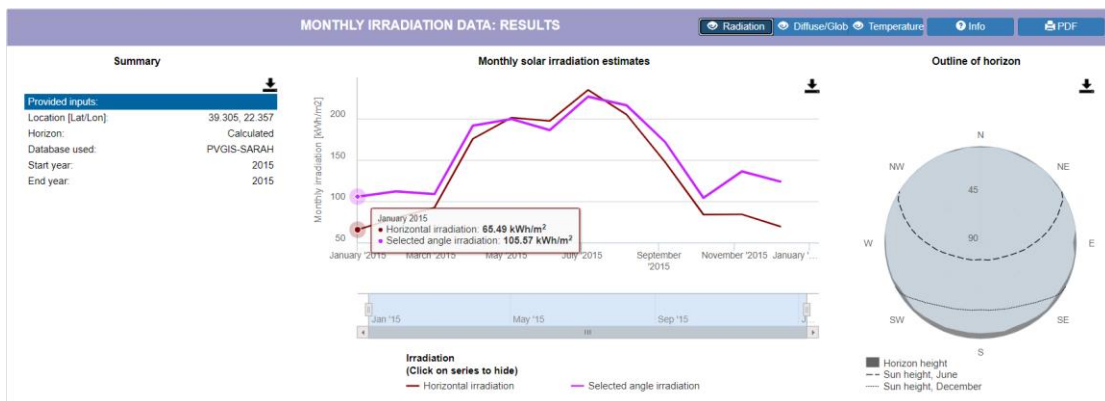 MONTHLY IRRADIATION DATA: RESULTS
Radiation
Diffuse/Glob
Temperature
Info
PDF
Summary
Provided inputs:
Location [Lat/Lon]: 39.305, 22.357
Horizon: Calculated
Database used: PVGIS-SARAH
Start year: 2015
End year: 2015
Monthly solar irradiation estimates
Monthly irradiation [kWh/m2]
200
150
100
50
January 2015
Horizontal irradiation: 65.49 kWh/m²
Selected angle irradiation: 105.57 kWh/m²
January '2015
March '2015
May '2015
July '2015
September '2015
November '2015
January '...
Jan '15
May '15
Sep '15
J
Irradiation
(Click on series to hide)
Horizontal irradiation
Selected angle irradiation
Outline of horizon
N
NW
NE
45
W
90
E
SW
SE
S
Horizon height
Sun height, June
Sun height, December